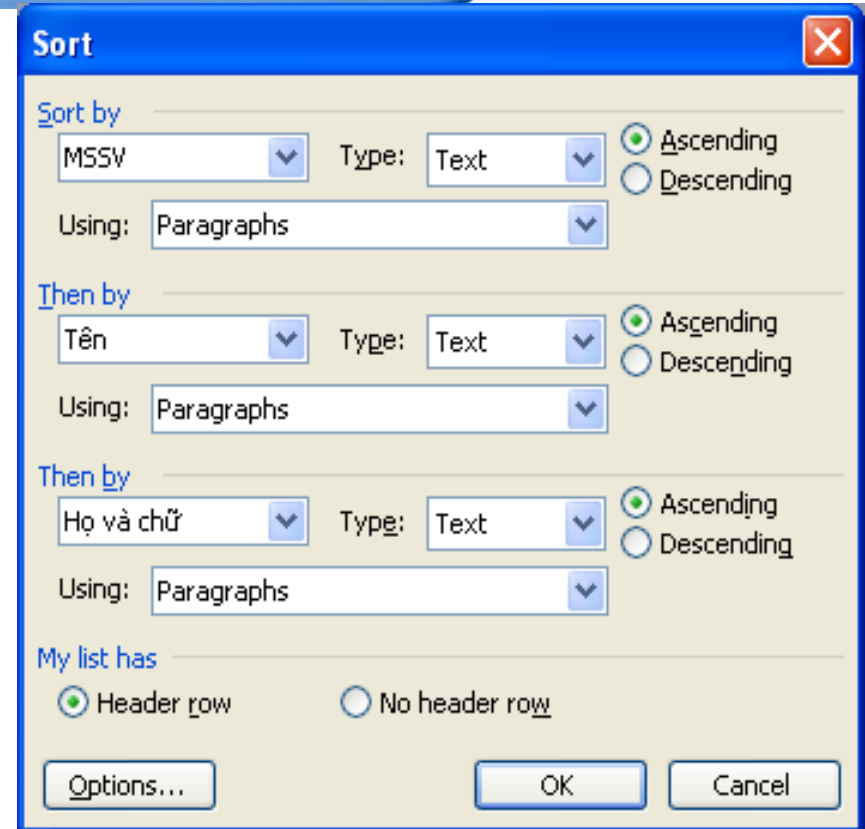 Sort
Sort by
MSSV Type: Text Ascending
Descending
Using: Paragraphs
Then by
Tên Type: Text Ascending
Descending
Using: Paragraphs
Then by
Họ và chữ Type: Text Ascending
Descending
Using: Paragraphs
My list has
Header row No header row
Options... OK Cancel